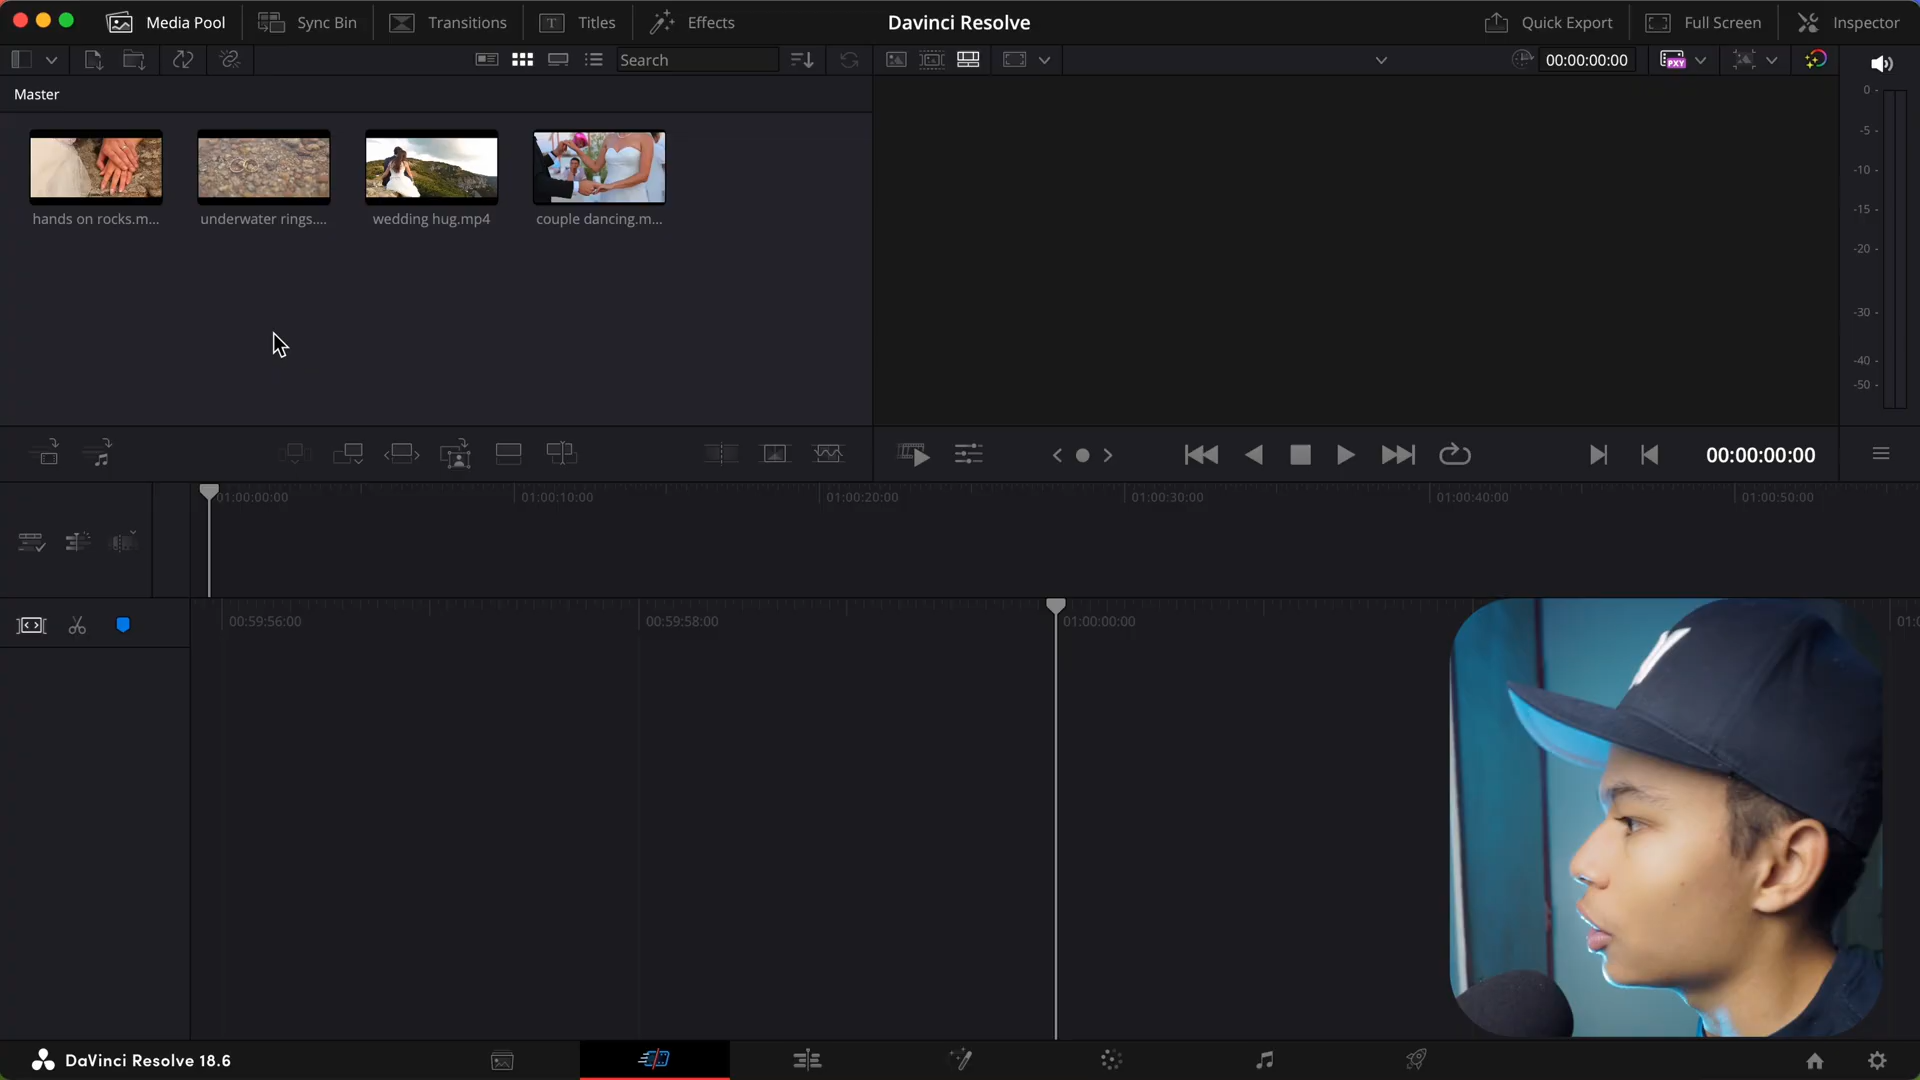 Media Pool
Sync Bin
Transitions
Titles
Effects
Davinci Resolve
Quick Export
Full Screen
Inspector
Search
00:00:00:00
PXY
Master
hands on rocks.m...
underwater rings....
wedding hug.mp4
couple dancing.m...
0 -
-5 -
-10 -
-15 -
-20 -
-30 -
-40 -
-50 -
00:00:00:00
01:00:00:00
01:00:10:00
01:00:20:00
01:00:30:00
01:00:40:00
01:00:50:00
00:59:56:00
00:59:58:00
01:00:00:00
01:0
DaVinci Resolve 18.6